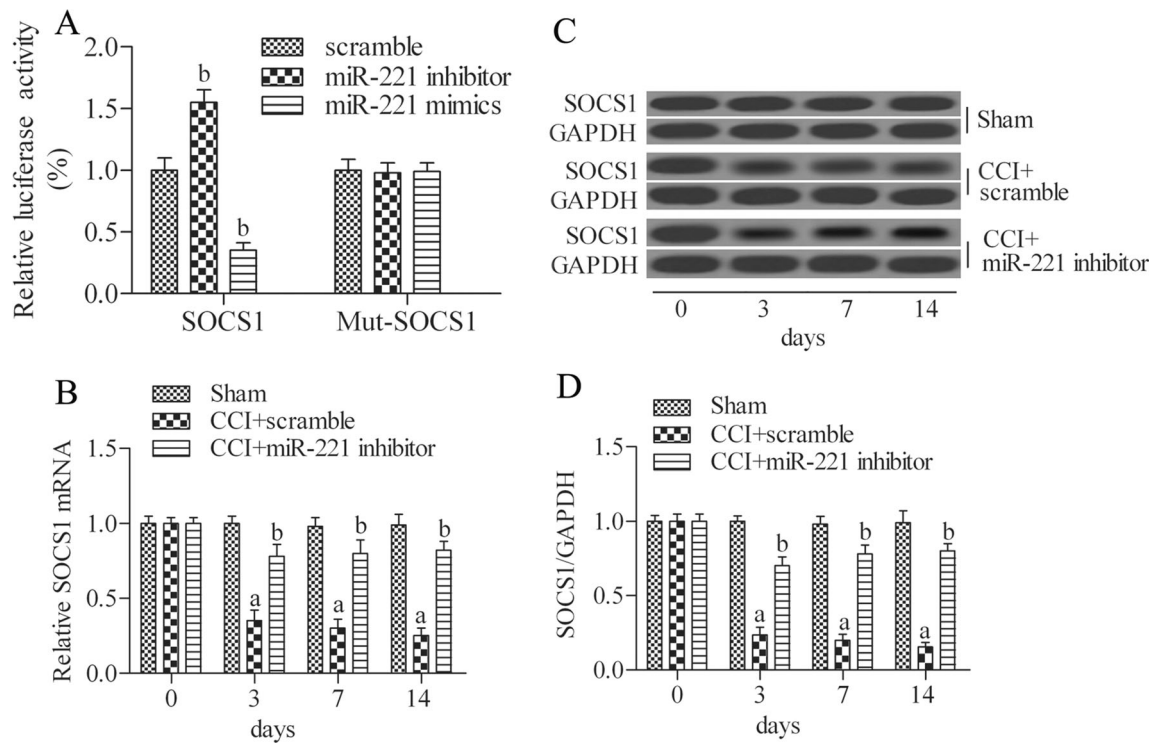 A
Relative luciferase activity
(%)
2.0
1.5
1.0
0.5
0.0
scramble
miR-221 inhibitor
miR-221 mimics
b
b
SOCS1
Mut-SOCS1
C
SOCS1
GAPDH
Sham
SOCS1
GAPDH
CCI+
scramble
SOCS1
GAPDH
CCI+
miR-221 inhibitor
0 3 7 14
days
B
Sham
CCI+scramble
CCI+miR-221 inhibitor
Relative SOCS1 mRNA
1.5
1.0
0.5
0.0
a b
a b
a b
0 3 7 14
days
D
Sham
CCI+scramble
CCI+miR-221 inhibitor
SOCS1/GAPDH
1.5
1.0
0.5
0.0
a b
a b
a b
0 3 7 14
days